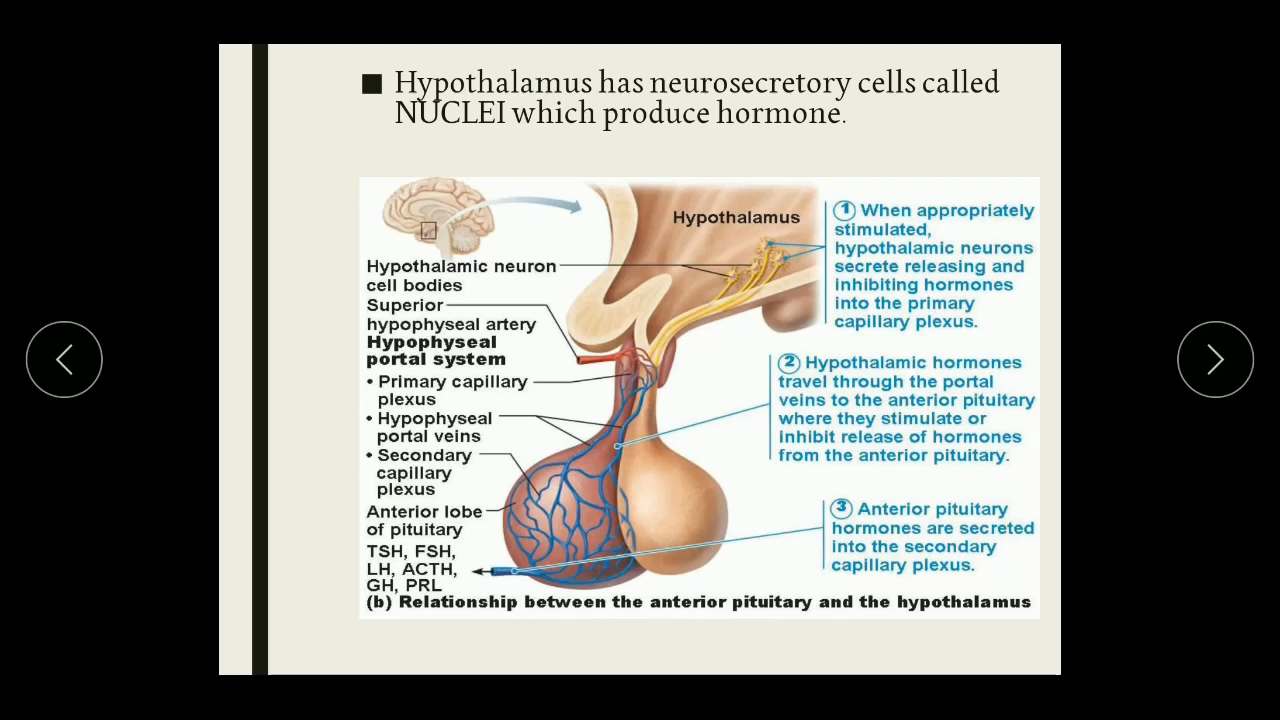 Hypothalamus has neurosecretory cells called
NUCLEI which produce hormone.
Hypothalamus
Hypothalamic neuron
cell bodies
Superior
hypophyseal artery
Hypophyseal
portal system
• Primary capillary
plexus
• Hypophyseal
portal veins
• Secondary
capillary
plexus
Anterior lobe
of pituitary
TSH, FSH,
LH, ACTH,
GH, PRL
1 When appropriately
stimulated,
hypothalamic neurons
secrete releasing and
inhibiting hormones
into the primary
capillary plexus.
2 Hypothalamic hormones
travel through the portal
veins to the anterior pituitary
where they stimulate or
inhibit release of hormones
from the anterior pituitary.
3 Anterior pituitary
hormones are secreted
into the secondary
capillary plexus.
(b) Relationship between the anterior pituitary and the hypothalamus